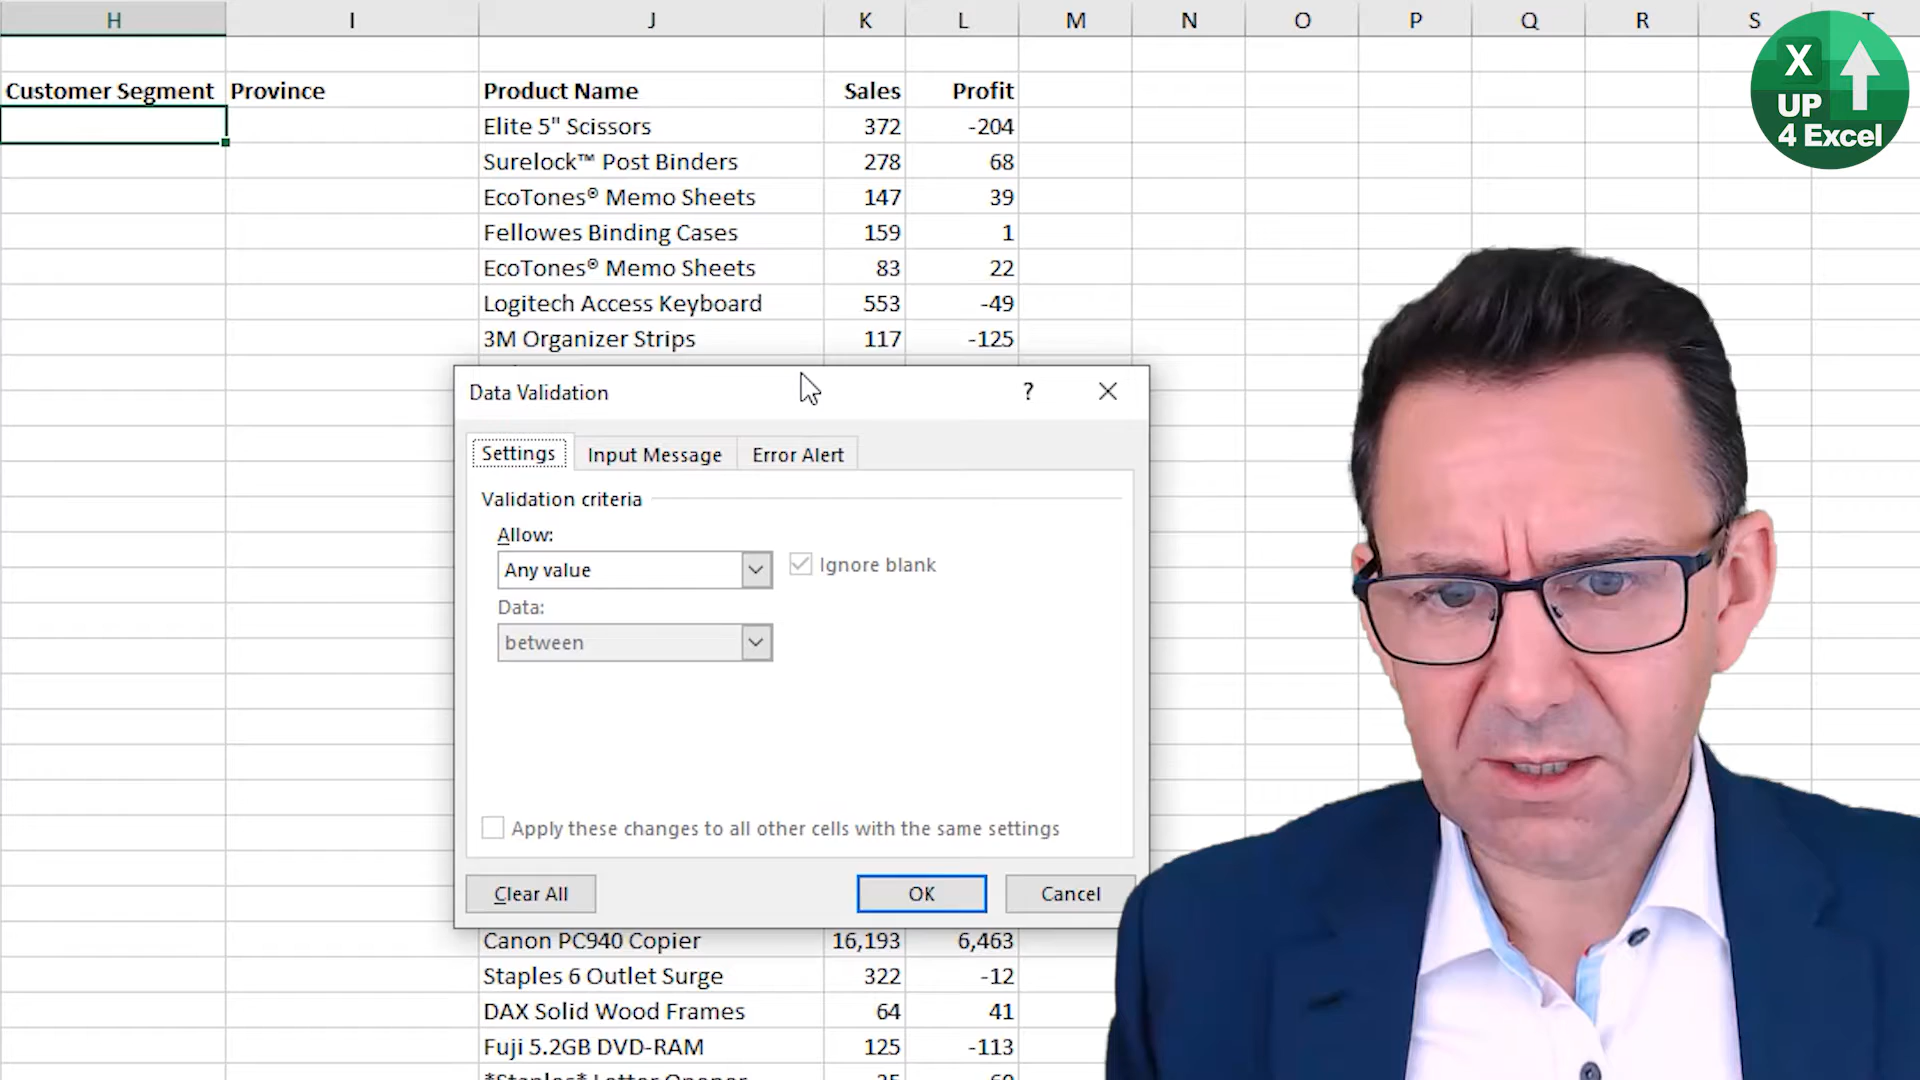 H I J K L M N O P Q R S T
X
UP
4 Excel
Customer Segment Province Product Name Sales Profit
Elite 5" Scissors 372 -204
Surelock™ Post Binders 278 68
EcoTones® Memo Sheets 147 39
Fellowes Binding Cases 159 1
EcoTones® Memo Sheets 83 22
Logitech Access Keyboard 553 -49
3M Organizer Strips 117 -125
Data Validation ?
Settings Input Message Error Alert
Validation criteria
Allow:
Any value Ignore blank
Data:
between
Apply these changes to all other cells with the same settings
Clear All OK Cancel
Canon PC940 Copier 16,193 6,463
Staples 6 Outlet Surge 322 -12
DAX Solid Wood Frames 64 41
Fuji 5.2GB DVD-RAM 125 -113